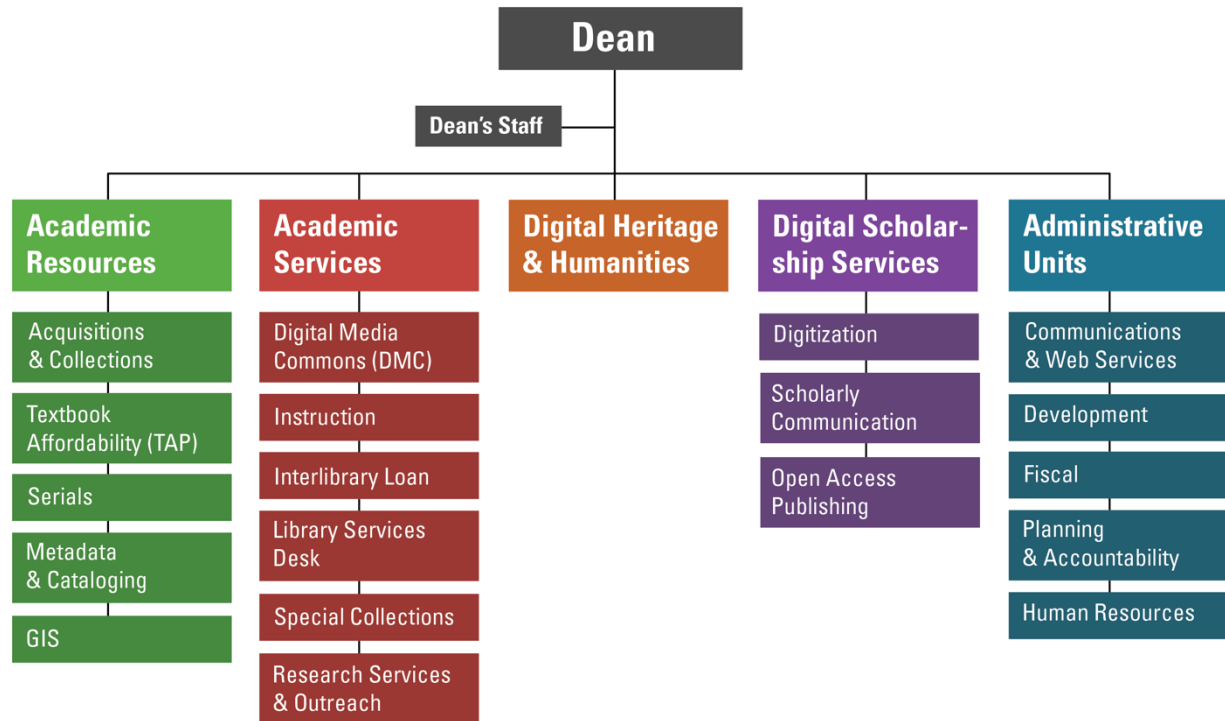 Dean
Dean's Staff
Academic
Resources
Acquisitions
& Collections
Textbook
Affordability (TAP)
Serials
Metadata
& Cataloging
GIS
Academic
Services
Digital Media
Commons (DMC)
Instruction
Interlibrary Loan
Library Services
Desk
Special Collections
Research Services
& Outreach
Digital Heritage
& Humanities
Digital Scholar-
ship Services
Digitization
Scholarly
Communication
Open Access
Publishing
Administrative
Units
Communications
& Web Services
Development
Fiscal
Planning
& Accountability
Human Resources